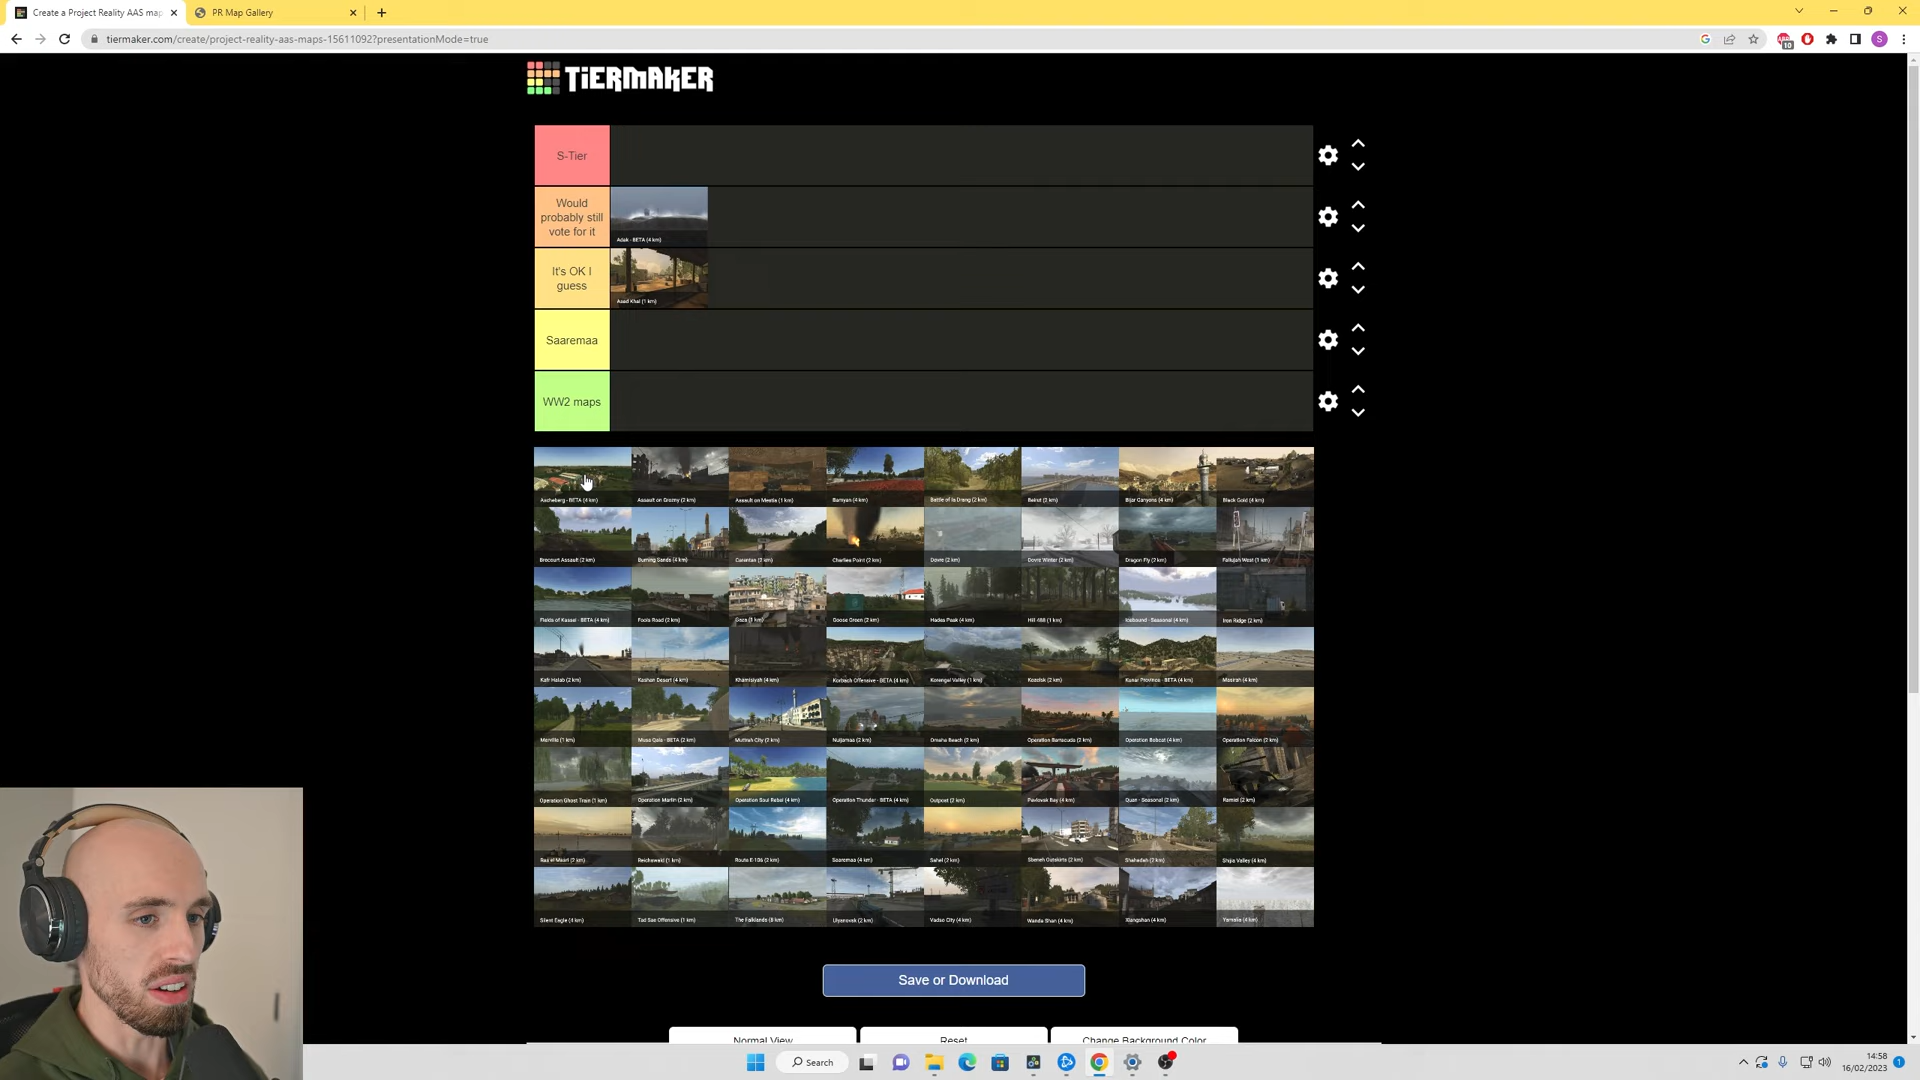 Create a Project Reality AAS map
PR Map Gallery
tiermaker.com/create/project-reality-aas-maps-15611092?presentationMode=true
10
S
TiERMAKER
S-Tier
Would
probably still
vote for it
Adak - BETA (4 km)
It's OK I
guess
Asad Khal (1 km)
Saaremaa
WW2 maps
Ascheberg - BETA (4 km)
Assault on Grozny (2 km)
Assault on Mestia (1 km)
Bamyan (4 km)
Battle of Ia Drang (2 km)
Beirut (2 km)
Bijar Canyons (4 km)
Black Gold (4 km)
Brecourt Assault (2 km)
Burning Sands (4 km)
Carentan (2 km)
Charlies Point (2 km)
Dovre (2 km)
Dovre Winter (2 km)
Dragon Fly (2 km)
Fallujah West (1 km)
Fields of Kassel - BETA (4 km)
Fools Road (2 km)
Gaza (1 km)
Goose Green (2 km)
Hades Peak (4 km)
Hill 488 (1 km)
Icebound - Seasonal (4 km)
Iron Ridge (2 km)
Kafr Halab (2 km)
Kashan Desert (4 km)
Khamisiyah (4 km)
Korbach Offensive - BETA (4 km)
Korengal Valley (1 km)
Kozelsk (2 km)
Kunar Province - BETA (4 km)
Masirah (4 km)
Merville (1 km)
Musa Qala - BETA (2 km)
Muttrah City (2 km)
Nuijamaa (2 km)
Omaha Beach (2 km)
Operation Barracuda (2 km)
Operation Bobcat (4 km)
Operation Falcon (2 km)
Operation Ghost Train (1 km)
Operation Marlin (2 km)
Operation Soul Rebel (4 km)
Operation Thunder - BETA (4 km)
Outpost (2 km)
Pavlovsk Bay (4 km)
Quan - Seasonal (2 km)
Ramiel (2 km)
Ras el Masri (2 km)
Reichswald (1 km)
Route E-106 (2 km)
Saaremaa (4 km)
Sahel (2 km)
Sbeneh Outskirts (2 km)
Shahadah (2 km)
Shijia Valley (4 km)
Silent Eagle (4 km)
Tad Sae Offensive (1 km)
The Falklands (8 km)
Ulyanovsk (2 km)
Vadso City (4 km)
Wanda Shan (4 km)
Xiangshan (4 km)
Yamalia (4 km)
Save or Download
Normal View
Reset
Change Background Color
Search
14:58
16/02/2023
1